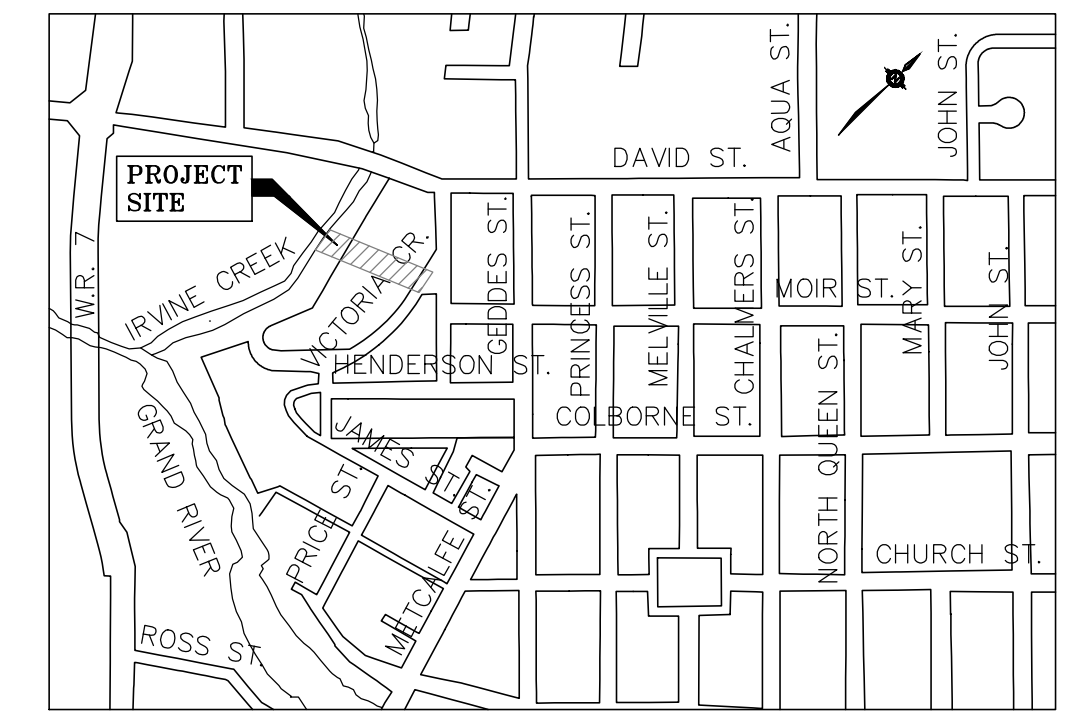 AQUA ST.
JOHN ST.
DAVID ST.
PROJECT
SITE
W.R. 7
IRVINE CREEK
VICTORIA CR.
GEDDES ST.
PRINCESS ST.
MELVILLE ST.
CHALMERS ST.
MOIR ST.
MARY ST.
JOHN ST.
HENDERSON ST.
NORTH QUEEN ST.
COLBORNE ST.
GRAND RIVER
JAMES ST.
PRICE ST.
METCALFE ST.
CHURCH ST.
ROSS ST.